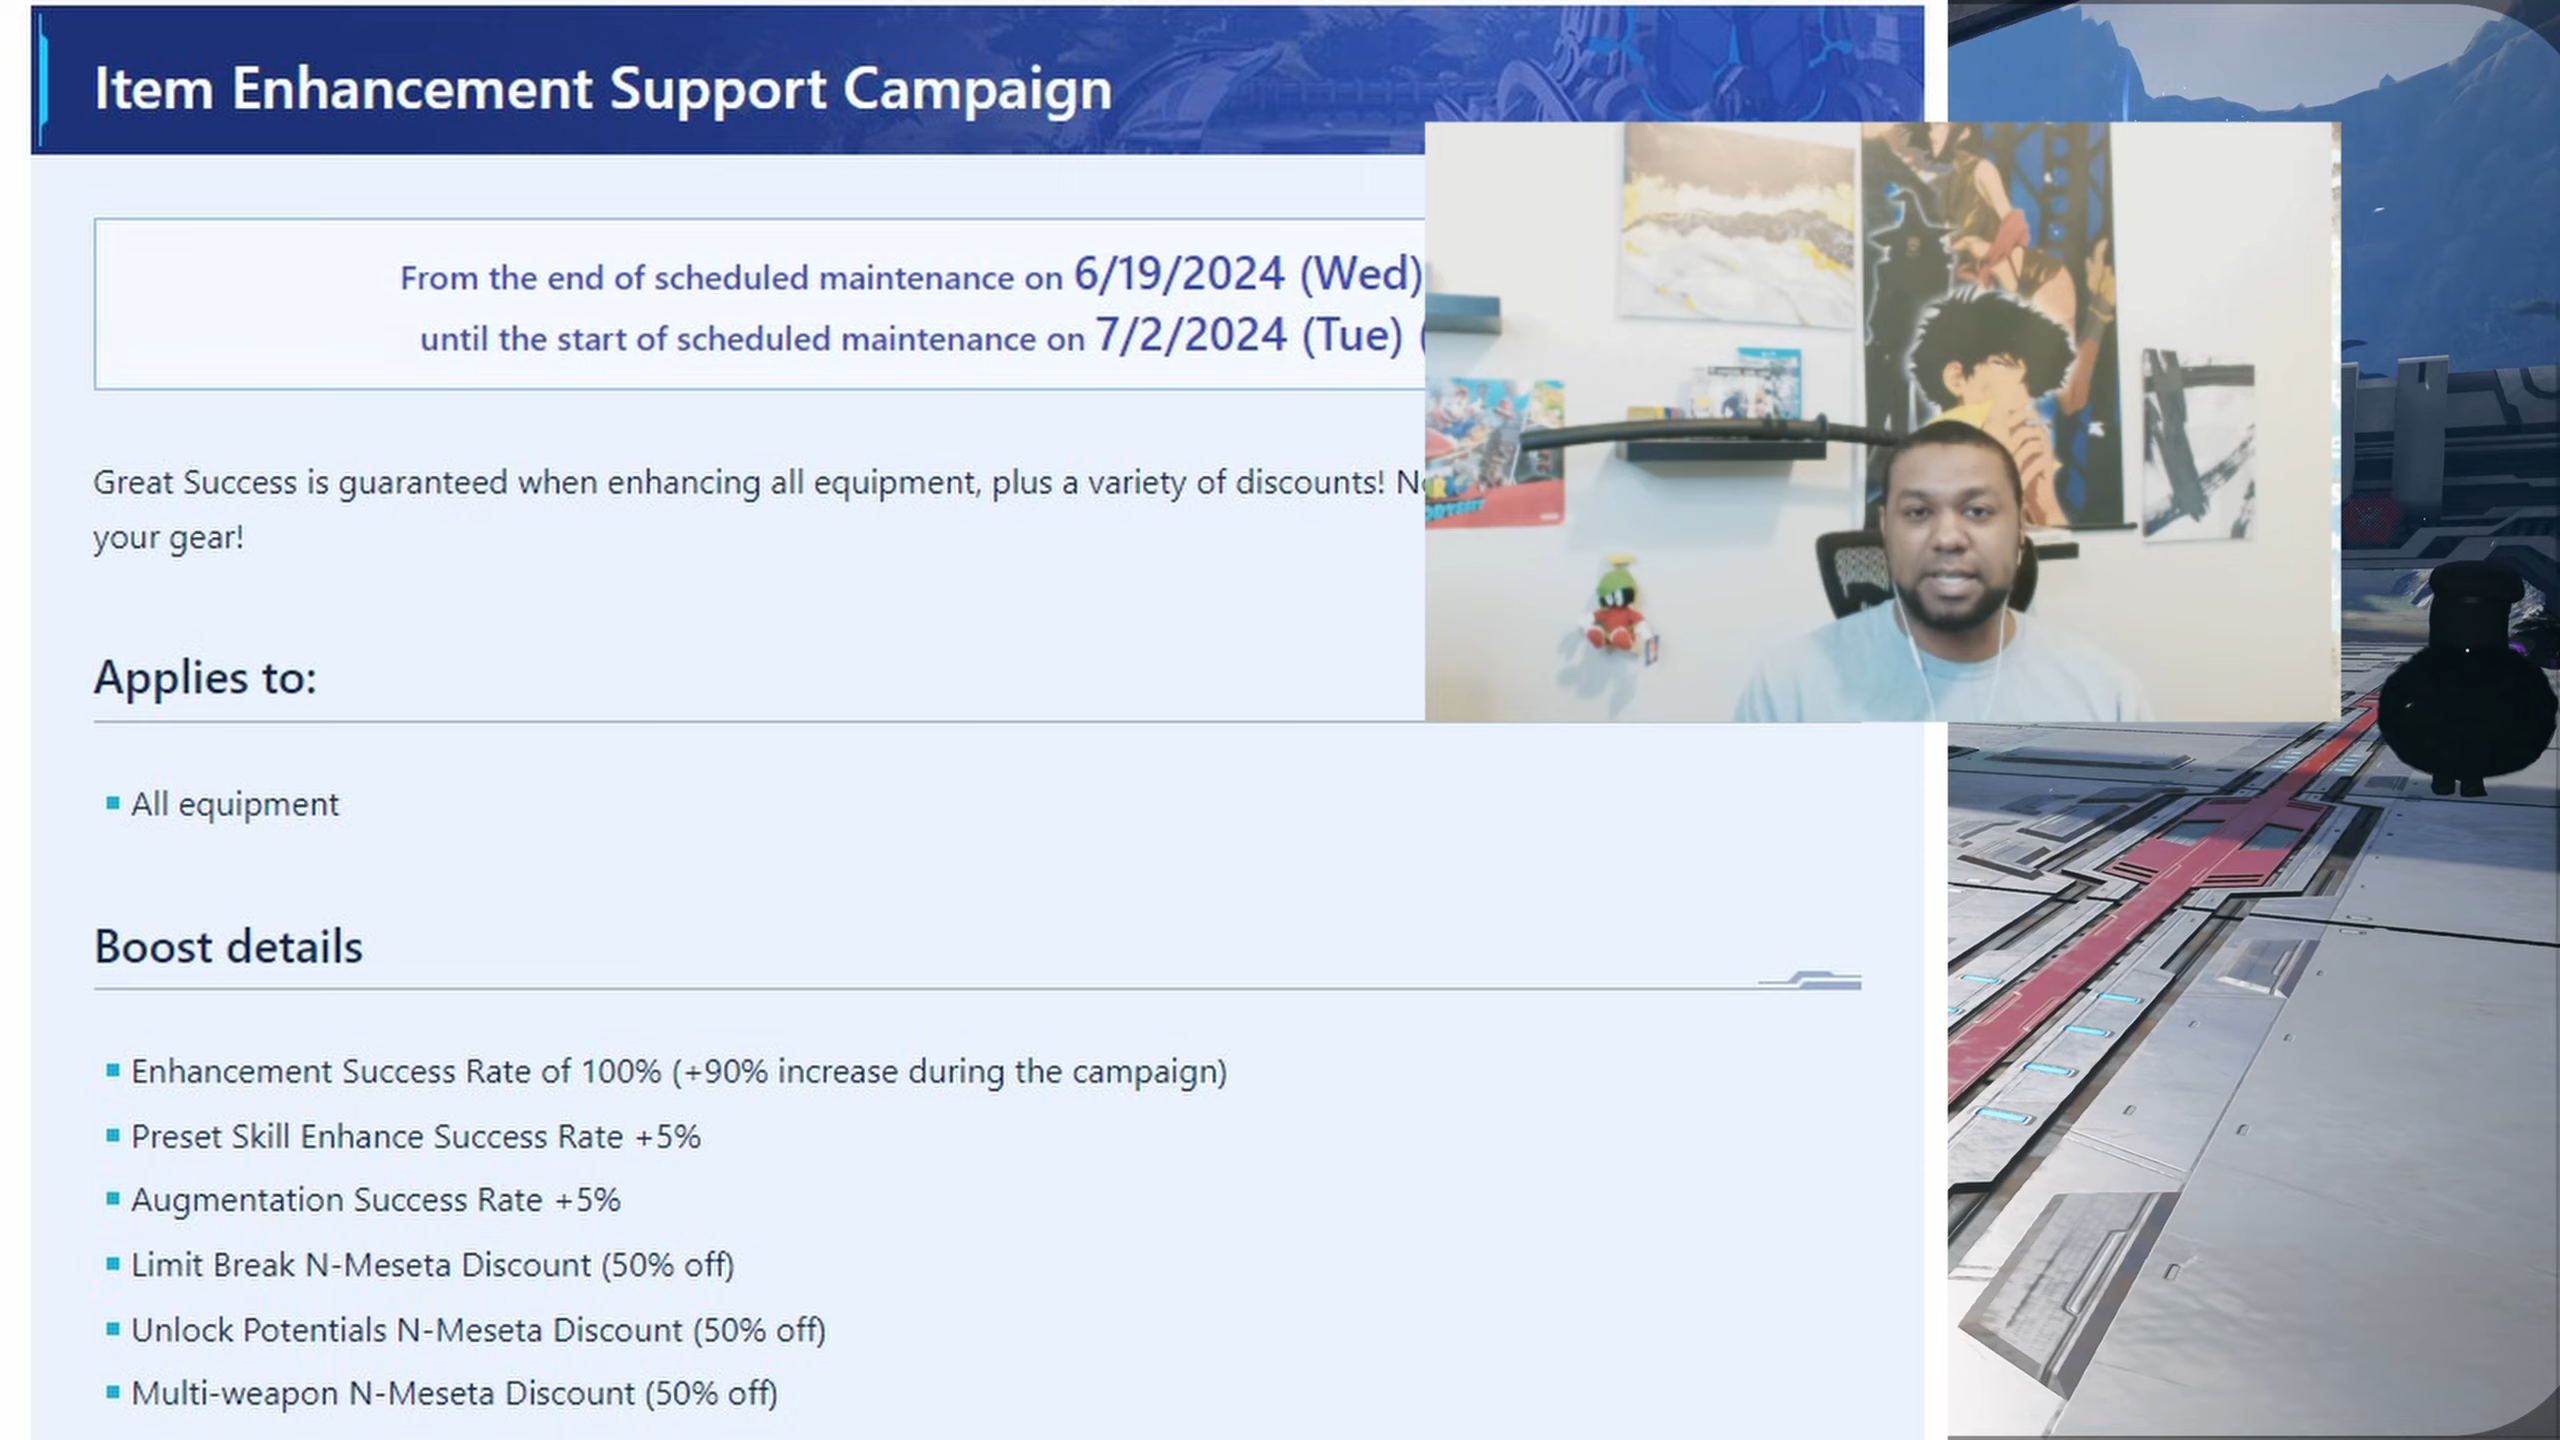 Item Enhancement Support Campaign
From the end of scheduled maintenance on 6/19/2024 (Wed)
until the start of scheduled maintenance on 7/2/2024 (Tue) (
Great Success is guaranteed when enhancing all equipment, plus a variety of discounts!
your gear!
Applies to:
All equipment
Boost details
Enhancement Success Rate of 100% (+90% increase during the campaign)
Preset Skill Enhance Success Rate +5%
Augmentation Success Rate +5%
Limit Break N-Meseta Discount (50% off)
Unlock Potentials N-Meseta Discount (50% off)
Multi-weapon N-Meseta Discount (50% off)